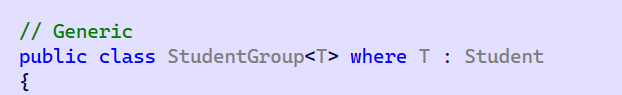 // Generic
public class StudentGroup<T> where T : Student
{